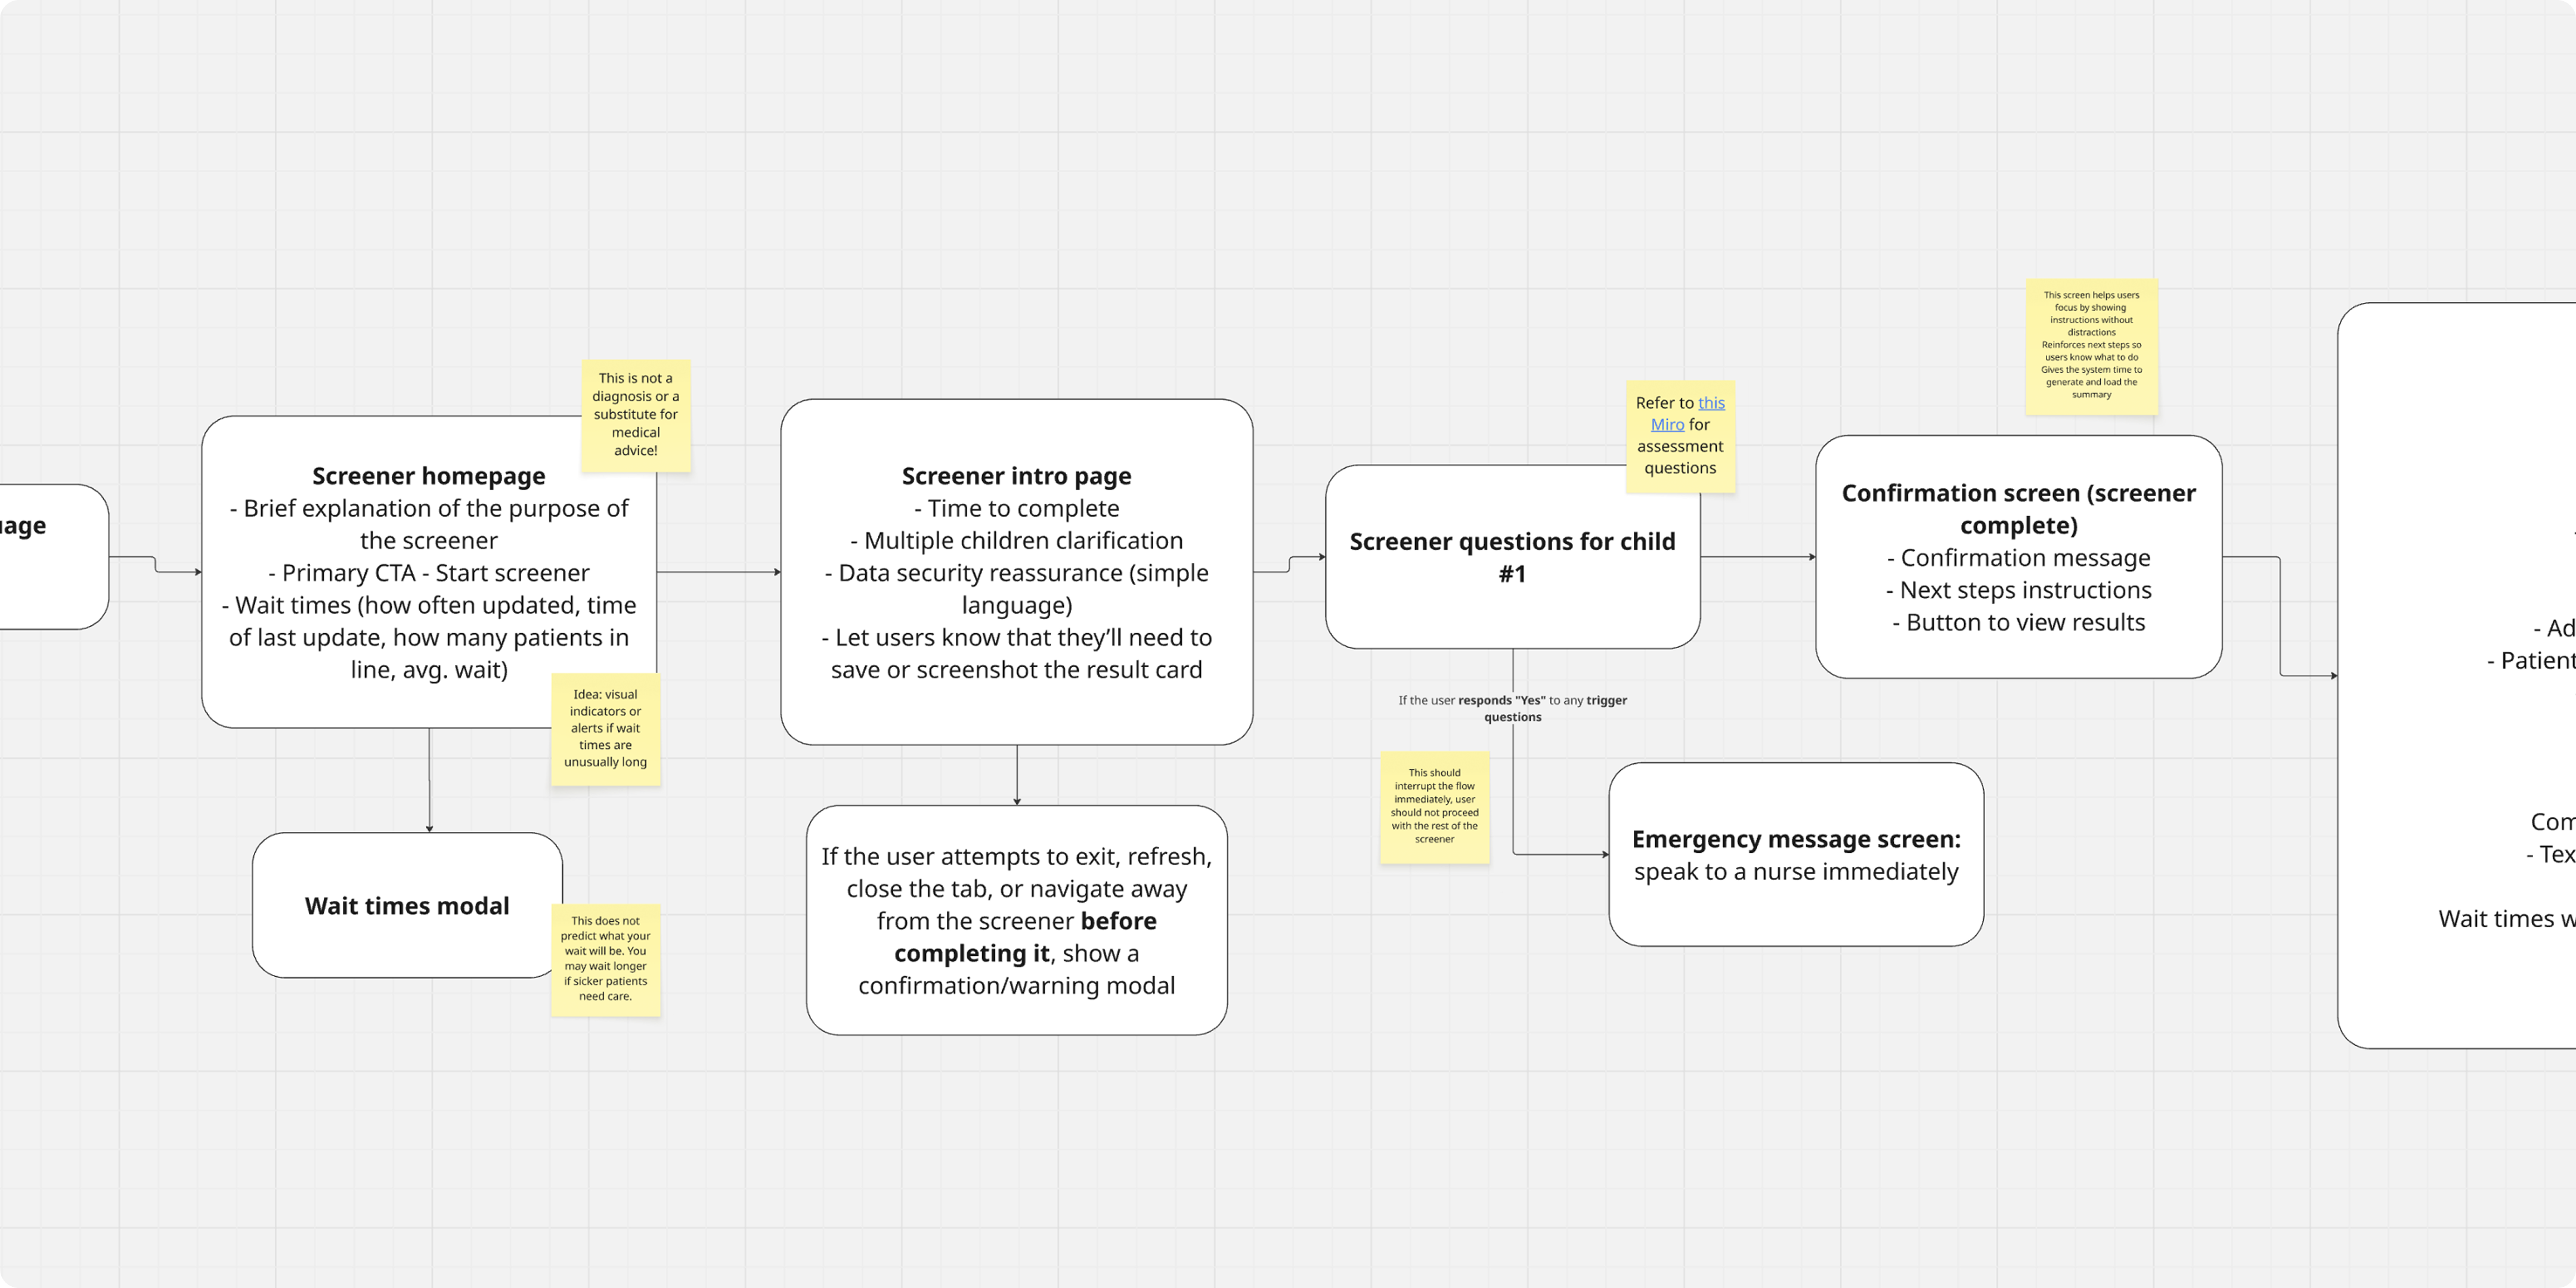 This is not a
diagnosis or a
substitute for
medical
advice!
Screener homepage
- Brief explanation of the purpose of
the screener
- Primary CTA - Start screener
- Wait times (how often updated, time
of last update, how many patients in
line, avg. wait)
Idea: visual
indicators or
alerts if wait
times are
unusually long
Wait times modal
This does not
predict what your
wait will be. You
may wait longer
if sicker patients
need care.
Screener intro page
- Time to complete
- Multiple children clarification
- Data security reassurance (simple
language)
- Let users know that they’ll need to
save or screenshot the result card
If the user attempts to exit, refresh,
close the tab, or navigate away
from the screener before
completing it, show a
confirmation/warning modal
Refer to this
Miro for
assessment
questions
Screener questions for child
#1
If the user responds "Yes" to any trigger
questions
This should
interrupt the flow
immediately, user
should not proceed
with the rest of the
screener
Emergency message screen:
speak to a nurse immediately
This screen helps users
focus by showing
instructions without
distractions
Reinforces next steps so
users know what to do
Gives the system time to
generate and load the
summary
Confirmation screen (screener
complete)
- Confirmation message
- Next steps instructions
- Button to view results
- Patient
Wait times